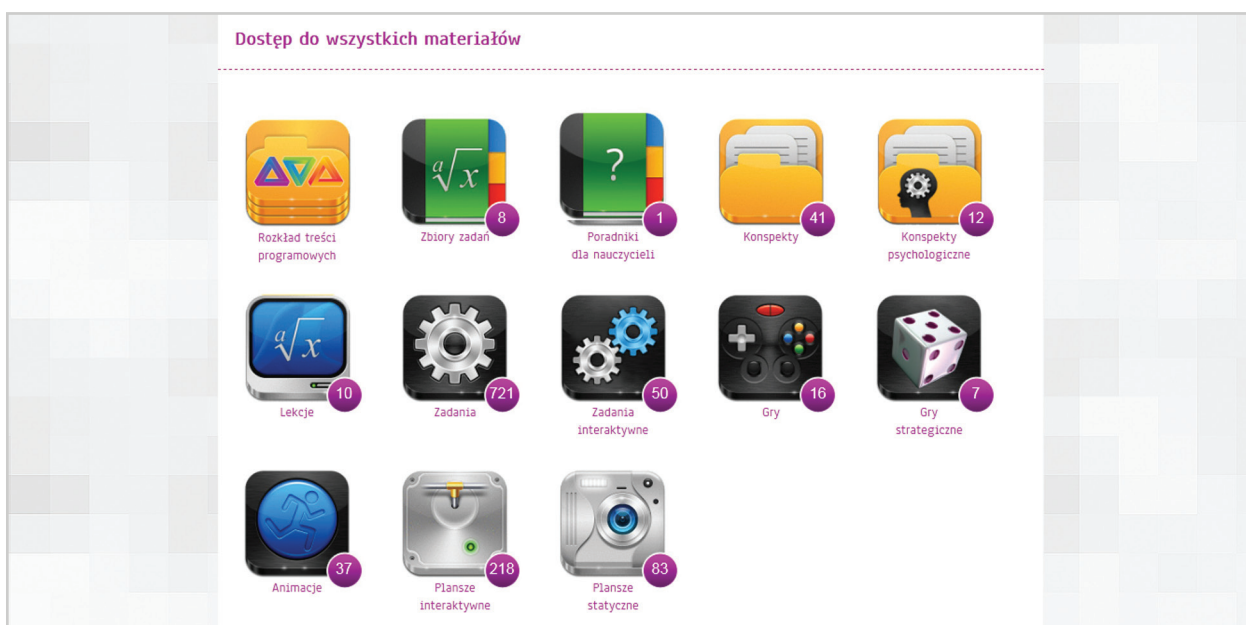 Dostęp do wszystkich materiałów
Rozkład treści
programowych
8
Zbiory zadań
?
1
Poradniki
dla nauczycieli
41
Konspekty
12
Konspekty
psychologiczne
a√x
a√x
10
Lekcje
721
Zadania
50
Zadania
interaktywne
16
Gry
7
Gry
strategiczne
37
Animacje
218
Plansze
interaktywne
83
Plansze
statyczne